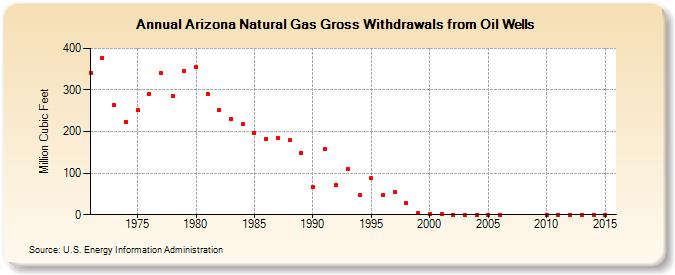 Annual Arizona Natural Gas Gross Withdrawals from Oil Wells
Million Cubic Feet
400
300
200
100
0
1975 1980 1985 1990 1995 2000 2005 2010 2015
Source: U.S. Energy Information Administration